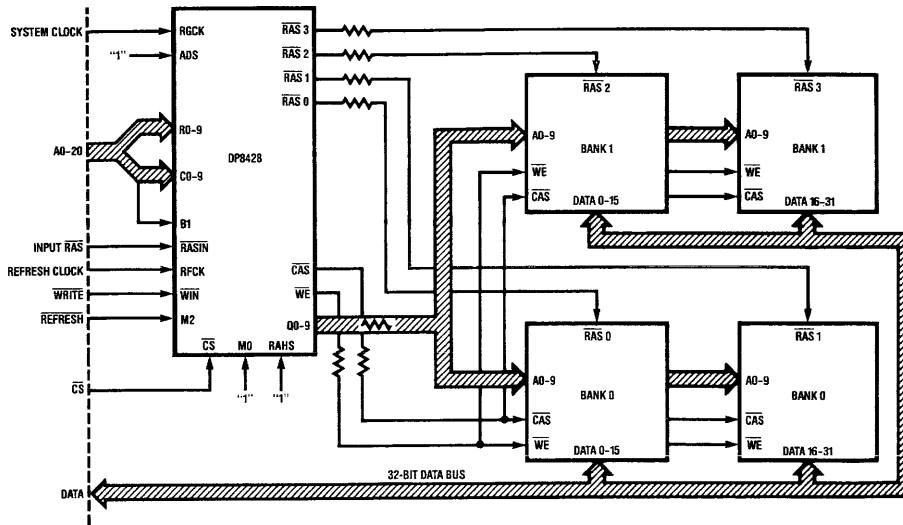 SYSTEM CLOCK
"1"
A0-20
INPUT RAS
REFRESH CLOCK
WRITE
REFRESH
CS
DATA
RGCK
ADS
R0-9
C0-9
B1
RASIN
RFCK
WIN
M2
DP8428
CS
M0
RAHS
"1"
"1"
RAS 3
RAS 2
RAS 1
RAS 0
CAS
WE
Q0-9
RAS 2
A0-9
BANK 1
WE
CAS
DATA 0-15
RAS 3
A0-9
BANK 1
WE
CAS
DATA 16-31
RAS 0
A0-9
BANK 0
CAS
WE
DATA 0-15
RAS 1
A0-9
BANK 0
CAS
WE
DATA 16-31
32-BIT DATA BUS